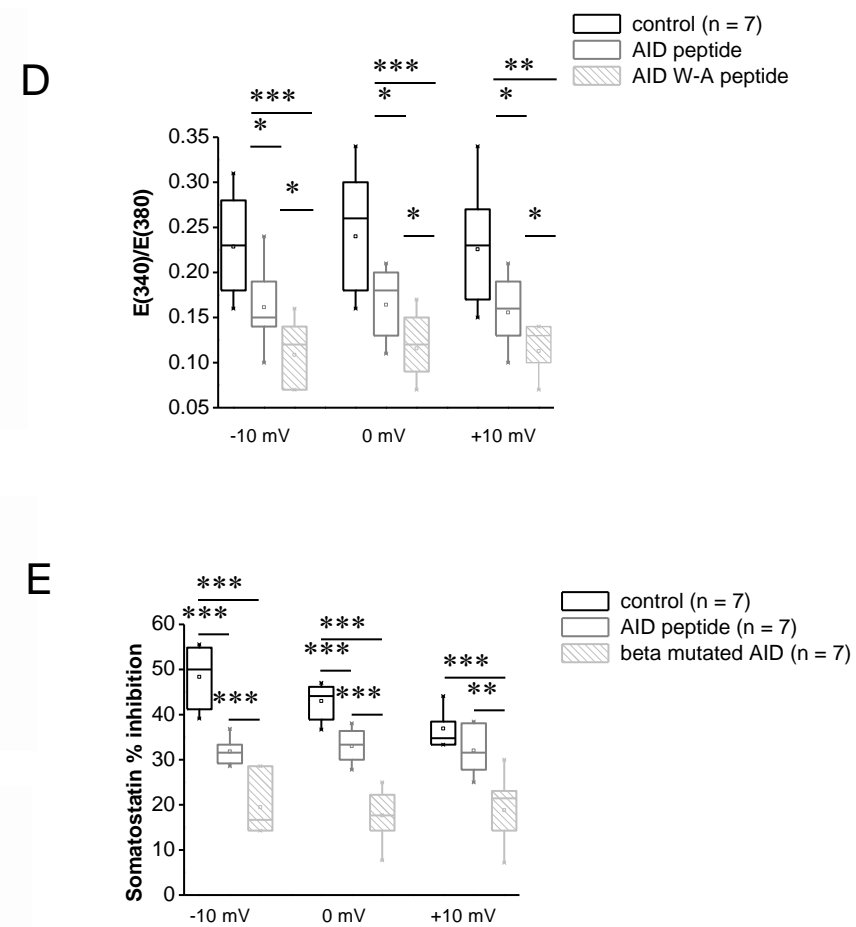 D
control (n = 7)
AID peptide
AID W-A peptide
*** *** **
* * *
* * *
E(340)/E(380)
0.35
0.30
0.25
0.20
0.15
0.10
0.05
-10 mV 0 mV +10 mV
E
control (n = 7)
AID peptide (n = 7)
beta mutated AID (n = 7)
*** *** ***
*** *** **
*** ***
Somatostatin % inhibition
60
50
40
30
20
10
0
-10 mV 0 mV +10 mV